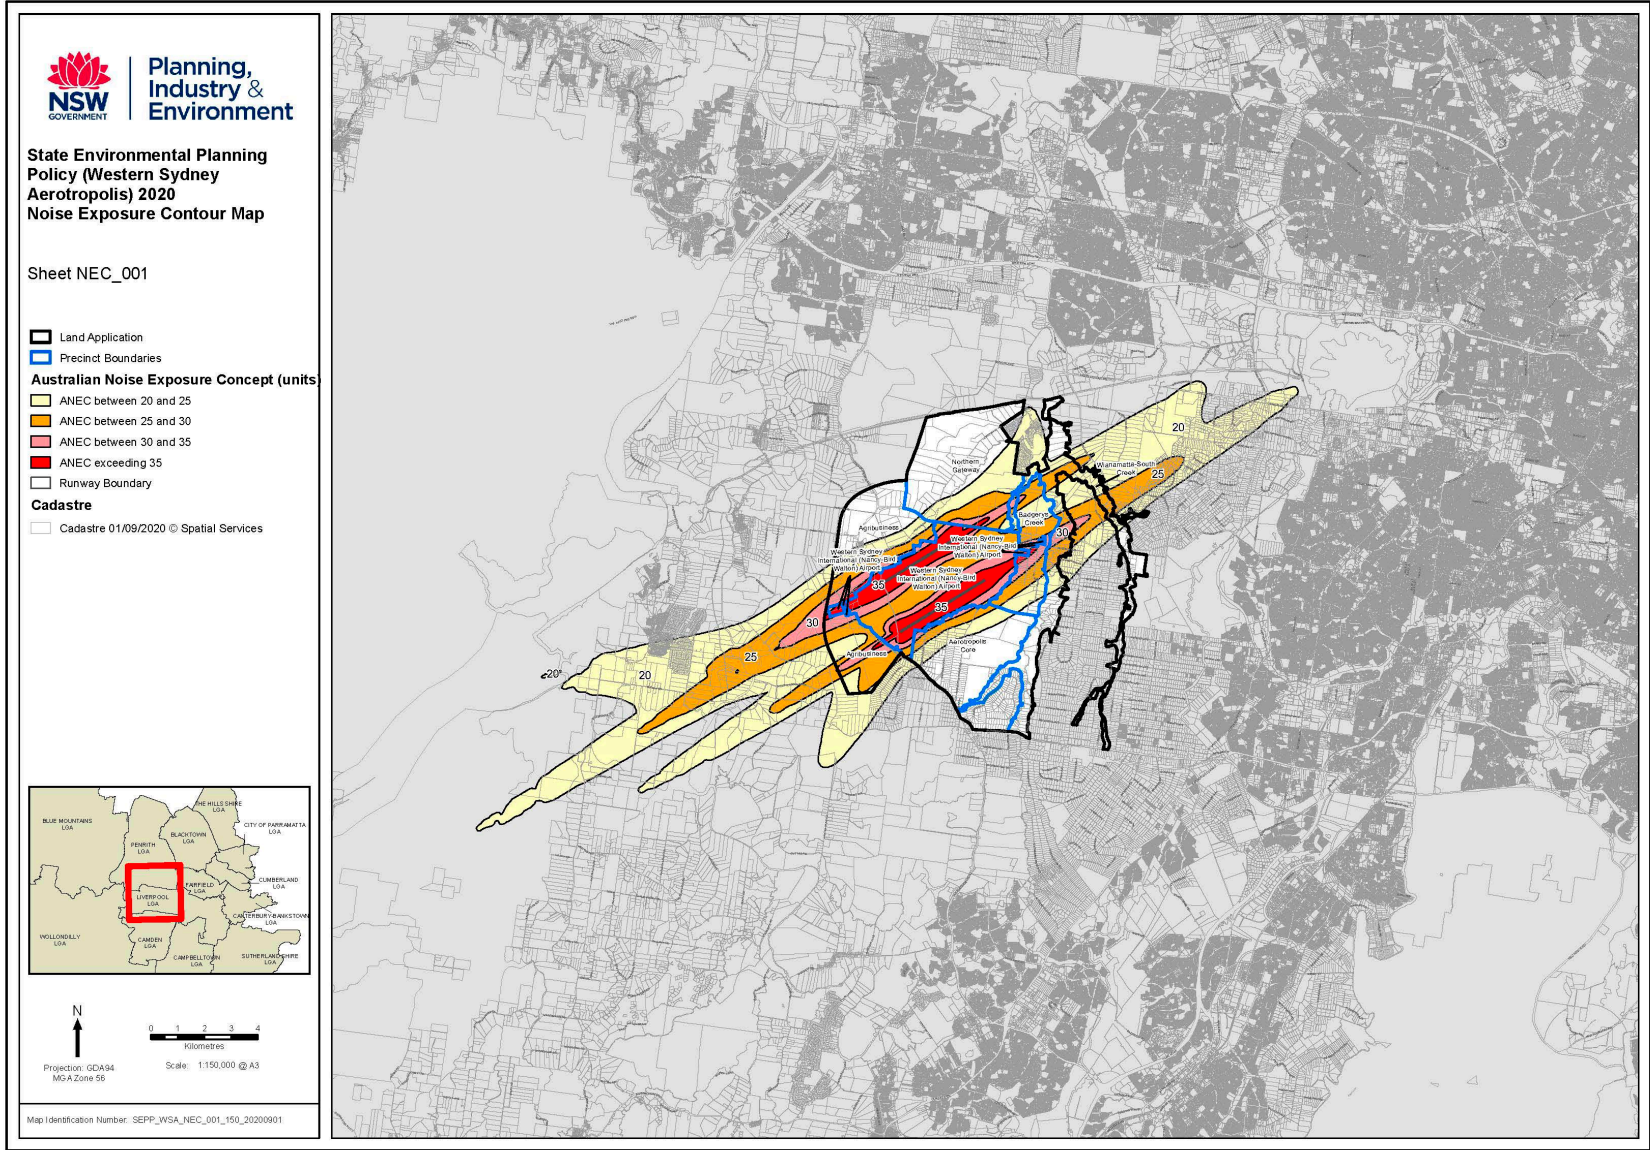 NSW
GOVERNMENT
Planning,
Industry &
Environment
State Environmental Planning
Policy (Western Sydney
Aerotropolis) 2020
Noise Exposure Contour Map
Sheet NEC_001
Land Application
Precinct Boundaries
Australian Noise Exposure Concept (units)
ANEC between 20 and 25
ANEC between 25 and 30
ANEC between 30 and 35
ANEC exceeding 35
Runway Boundary
Cadastre
Cadastre 01/09/2020 © Spatial Services
THE HILLS SHIRE
LGA
BLUE MOUNTAINS
LGA
CITY OF PARRAMATTA
LGA
BLACKTOWN
LGA
PENRITH
LGA
CUMBERLAND
LGA
FAIRFIELD
LGA
LIVERPOOL
LGA
CANTERBURY-BANKSTOWN
LGA
WOLLONDILLY
LGA
CAMDEN
LGA
CAMPBELLTOWN
LGA
SUTHERLAND SHIRE
LGA
N
Projection: GDA94
MGA Zone 56
0 1 2 3 4
Kilometres
Scale: 1:150,000 @ A3
Map Identification Number: SEPP_WSA_NEC_001_150_20200901
20
Northern
Gateway
Wianamatta-South
Creek
25
Badgerys
Creek
Agribusiness
30
Western Sydney
International (Nancy-Bird
Walton) Airport
Western Sydney
International (Nancy-Bird
Walton) Airport
Western Sydney
International (Nancy-Bird
Walton) Airport
35
35
30
Aerotropolis
Core
Agribusiness
25
20
20